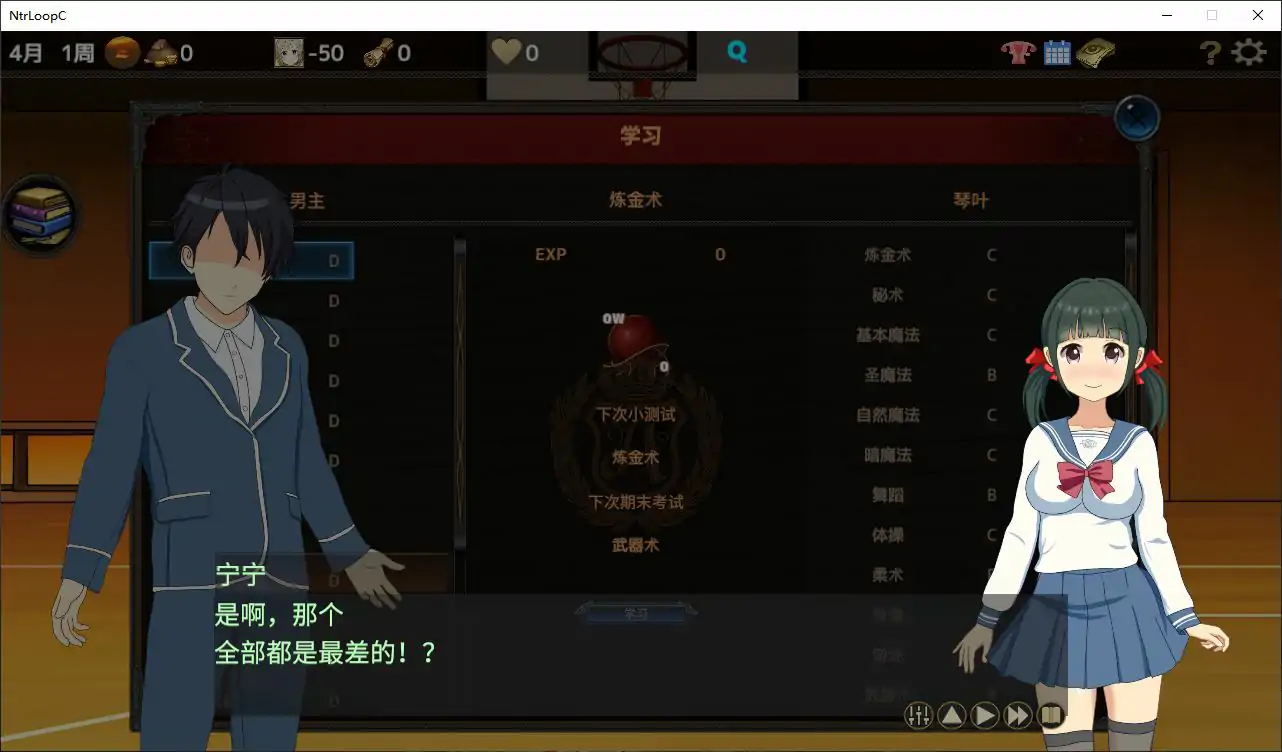 NtrLoopC
4月 1周 0 -50 0 0 Q ?
学习
男主 炼金术 琴叶
D EXP 0 炼金术 C
D 秘术 C
D 0W 基本魔法 C
0
D 圣魔法 B
D 下次小测试 自然魔法 C
D 炼金术 暗魔法 C
下次期末考试 舞蹈 B
武器术 体操 C
柔术
宁宁
是啊，那个
学习
全部都是最差的！？
D